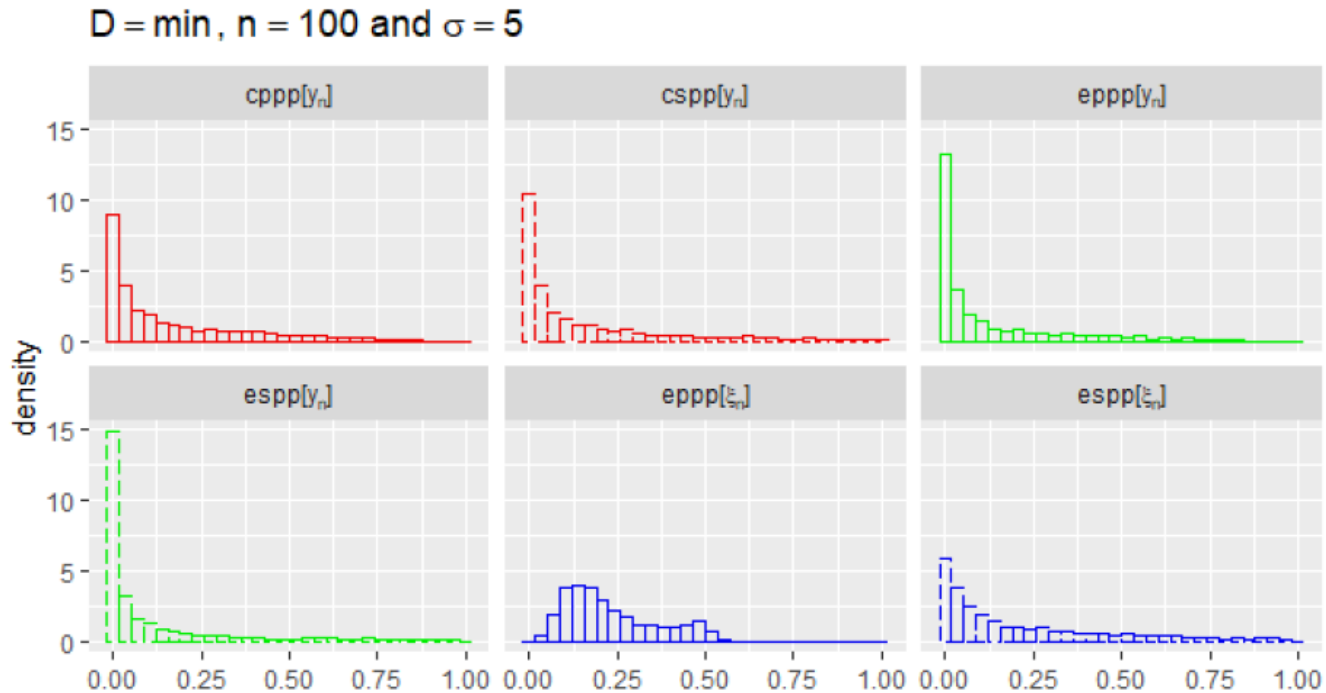 D = min , n = 100 and σ = 5
cppp[yₙ] cspp[yₙ] eppp[yₙ]
15
10
5
0
density
espp[yₙ] eppp[ξₙ] espp[ξₙ]
15
10
5
0
0.00 0.25 0.50 0.75 1.00 0.00 0.25 0.50 0.75 1.00 0.00 0.25 0.50 0.75 1.00